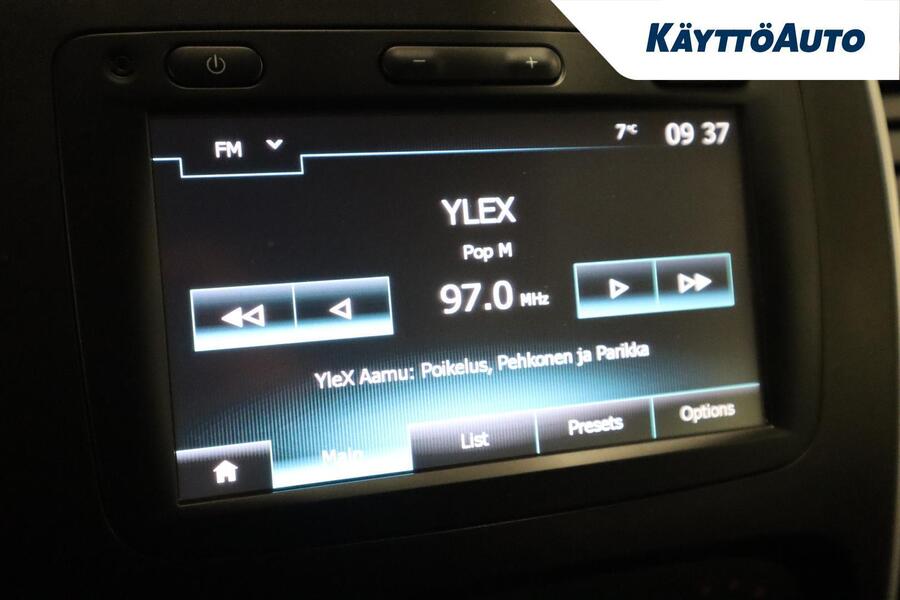 KÄYTTÖAUTO
− +
FM 7°C 09 37
YLEX
Pop M
97.0 MHz
YleX Aamu: Poikelus, Pehkonen ja Parikka
Main List Presets Options